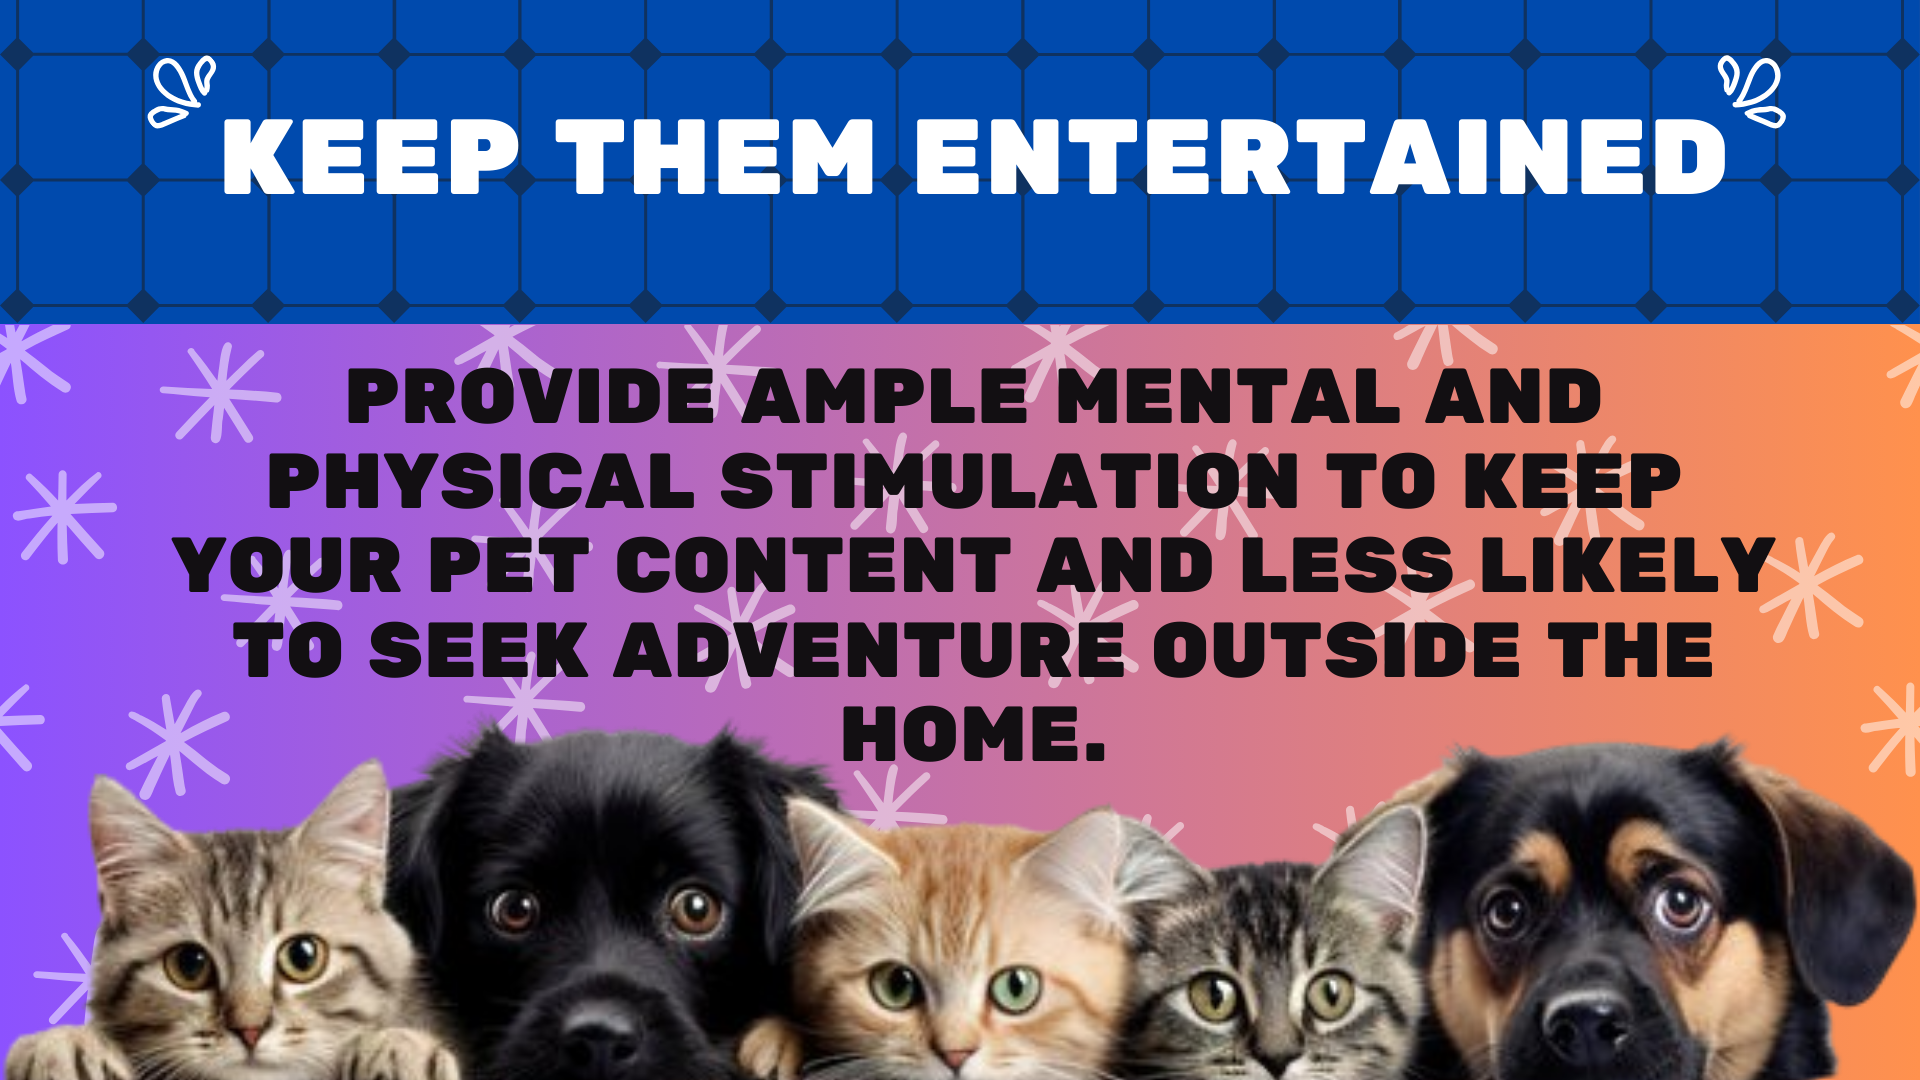 KEEP THEM ENTERTAINED
PROVIDE AMPLE MENTAL AND
PHYSICAL STIMULATION TO KEEP
YOUR PET CONTENT AND LESS LIKELY
TO SEEK ADVENTURE OUTSIDE THE
HOME.